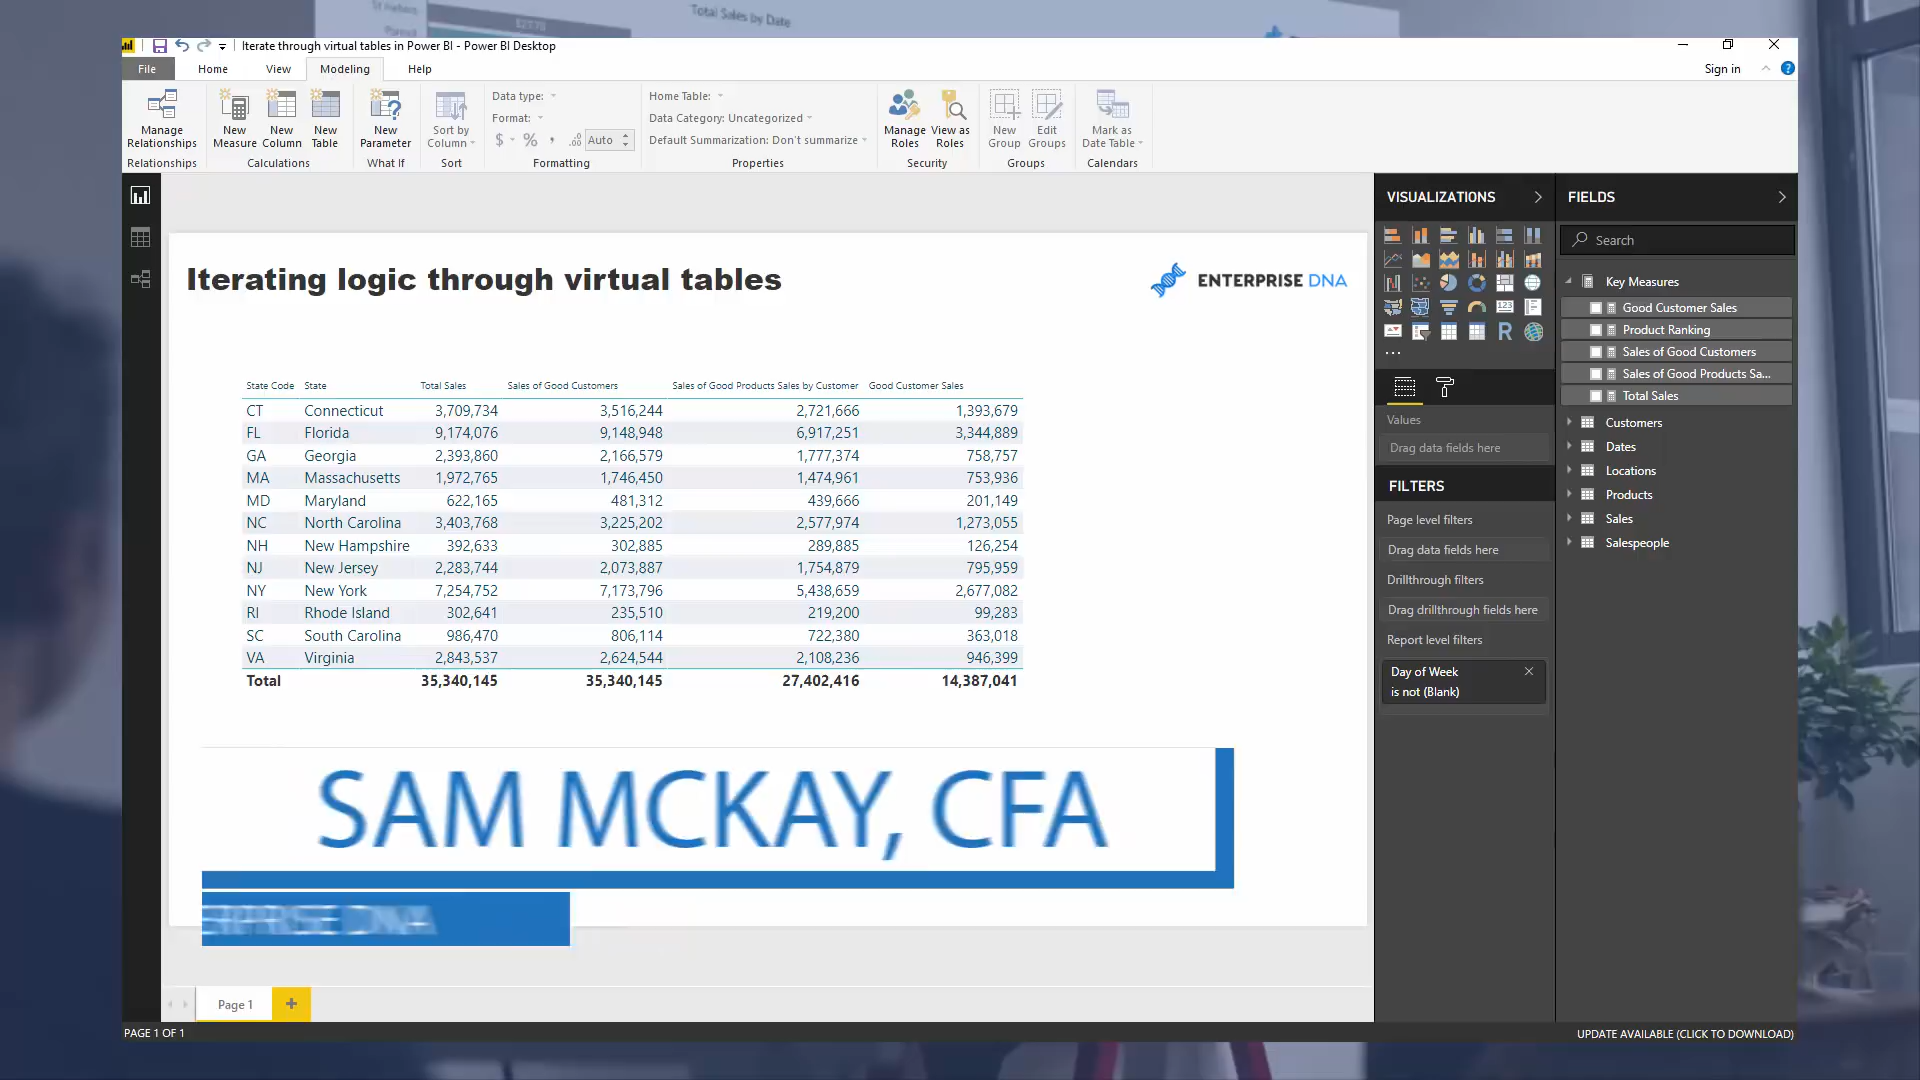 Total Sales by Date
Iterate through virtual tables in Power BI - Power BI Desktop
File Home View Modeling Help
Sign in
Manage Relationships
New Measure
New Column
New Table
New Parameter
Sort by Column
Data type:
Format:
$ % , .00 Auto
Home Table:
Data Category: Uncategorized
Default Summarization: Don't summarize
Manage Roles
View as Roles
New Group
Edit Groups
Mark as Date Table
Relationships Calculations What If Sort Formatting Properties Security Groups Calendars
Iterating logic through virtual tables
ENTERPRISE DNA
State Code State Total Sales Sales of Good Customers Sales of Good Products Sales by Customer Good Customer Sales
CT Connecticut 3,709,734 3,516,244 2,721,666 1,393,679
FL Florida 9,174,076 9,148,948 6,917,251 3,344,889
GA Georgia 2,393,860 2,166,579 1,777,374 758,757
MA Massachusetts 1,972,765 1,746,450 1,474,961 753,936
MD Maryland 622,165 481,312 439,666 201,149
NC North Carolina 3,403,768 3,225,202 2,577,974 1,273,055
NH New Hampshire 392,633 302,885 289,885 126,254
NJ New Jersey 2,283,744 2,073,887 1,754,879 795,959
NY New York 7,254,752 7,173,796 5,438,659 2,677,082
RI Rhode Island 302,641 235,510 219,200 99,283
SC South Carolina 986,470 806,114 722,380 363,018
VA Virginia 2,843,537 2,624,544 2,108,236 946,399
Total 35,340,145 35,340,145 27,402,416 14,387,041
SAM MCKAY, CFA
Page 1
PAGE 1 OF 1
VISUALIZATIONS
Values
Drag data fields here
FILTERS
Page level filters
Drag data fields here
Drillthrough filters
Drag drillthrough fields here
Report level filters
Day of Week
is not (Blank)
FIELDS
Search
Key Measures
Good Customer Sales
Product Ranking
Sales of Good Customers
Sales of Good Products Sa...
Total Sales
Customers
Dates
Locations
Products
Sales
Salespeople
UPDATE AVAILABLE (CLICK TO DOWNLOAD)